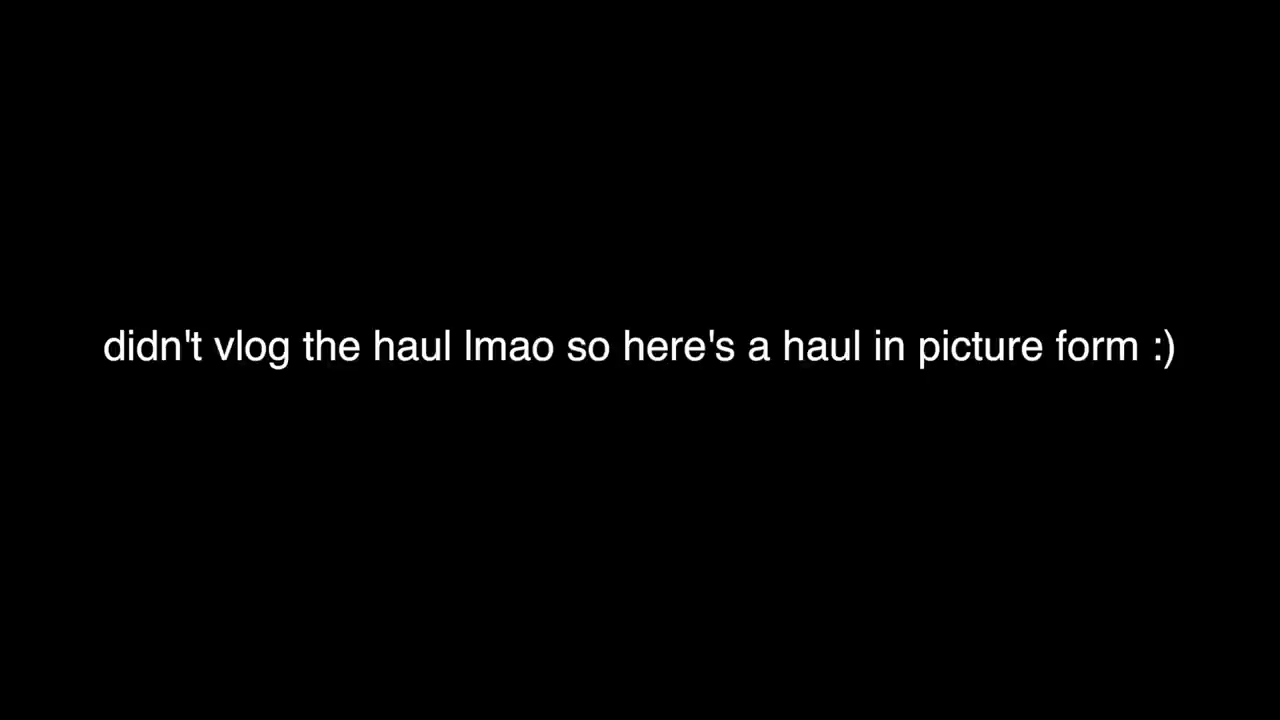 didn't vlog the haul lmao so here's a haul in picture form :)